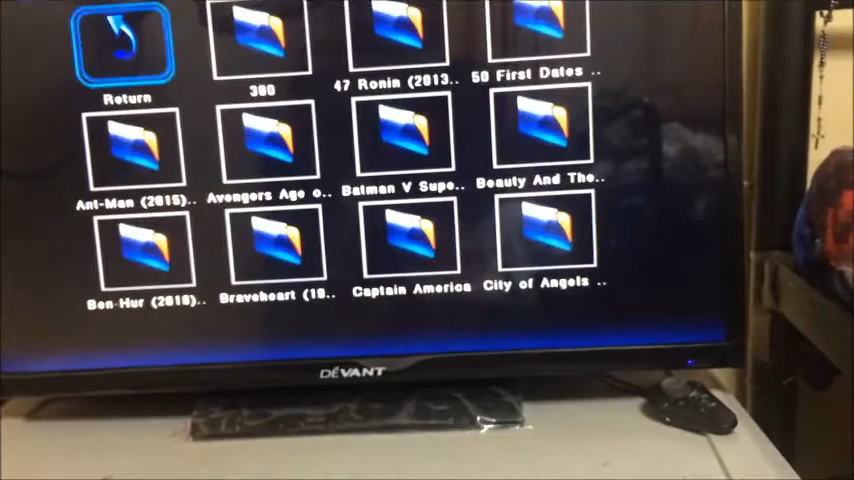 Return
300
47 Ronin (2013..
50 First Dates ..
Ant-Man (2015)..
Avengers Age o..
Batman V Supe..
Beauty And The..
Ben-Hur (2016)..
Braveheart (19..
Captain America
City of Angels ..
DEVANT